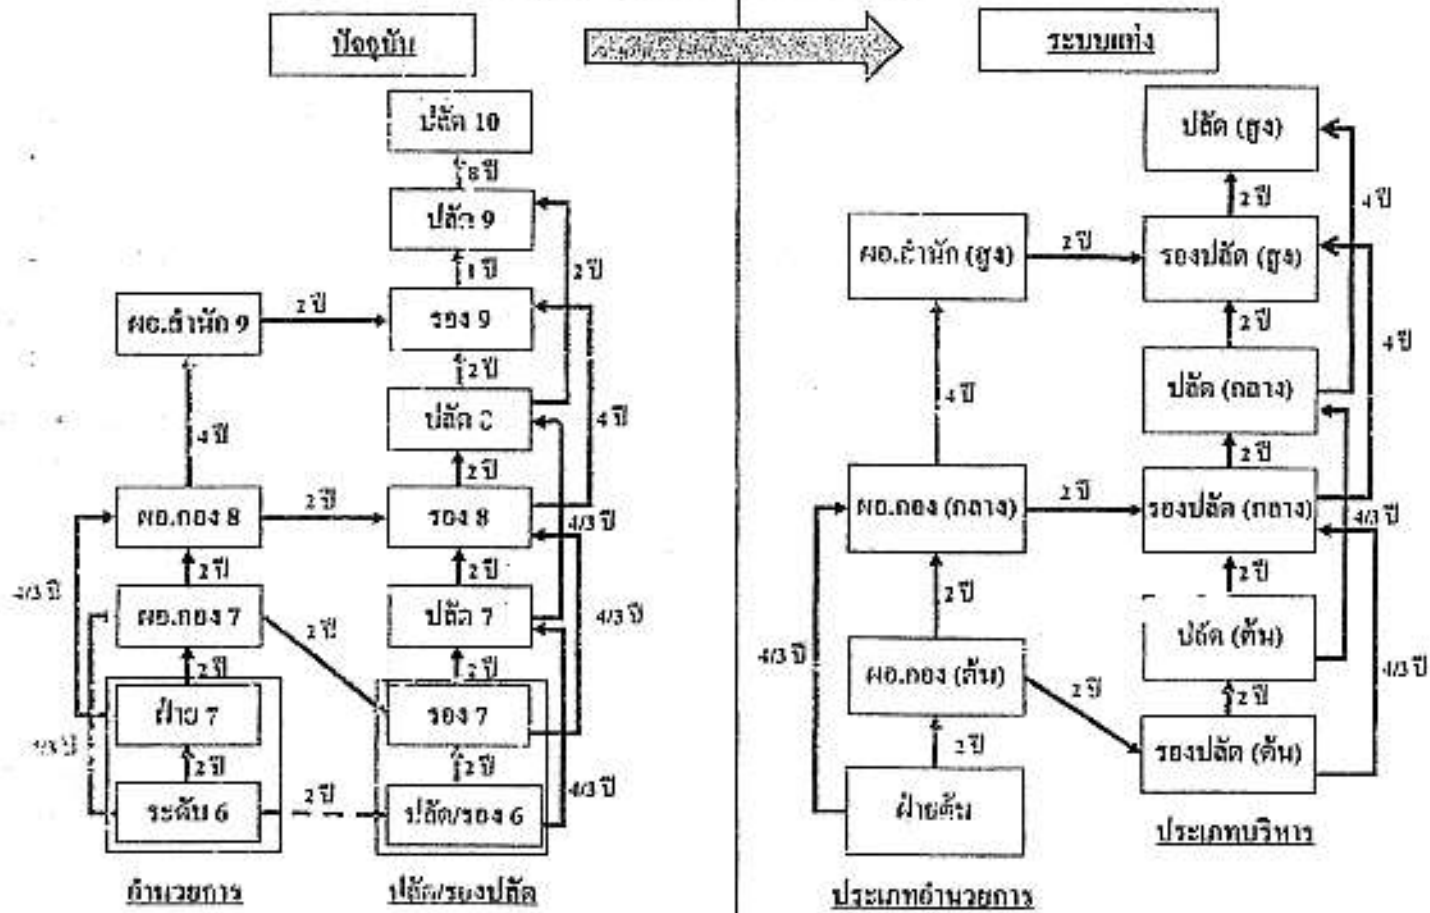 ปัจจุบัน
ระบบแท่ง
ปลัด 10
8 ปี
ปลัด 9
1 ปี
2 ปี
ผอ.สำนัก 9
2 ปี
รอง 9
2 ปี
4 ปี
ปลัด
4 ปี
2 ปี
ผอ.กอง 8
2 ปี
รอง 8
4/3 ปี
4/3 ปี
2 ปี
2 ปี
ผอ.กอง 7
ปลัด 7
4/3 ปี
2 ปี
2 ปี
2 ปี
ฝ่าย 7
รอง 7
2 ปี
2 ปี
ระดับ 6
2 ปี
ปลัด/รอง 6
4/3 ปี
อำนวยการ
ปลัด/รองปลัด
ปลัด (สูง)
2 ปี
4 ปี
ผอ.สำนัก (สูง)
2 ปี
รองปลัด (สูง)
2 ปี
4 ปี
ปลัด (กลาง)
4 ปี
2 ปี
ผอ.กอง (กลาง)
2 ปี
รองปลัด (กลาง)
4/3 ปี
2 ปี
2 ปี
ปลัด (ต้น)
4/3 ปี
ผอ.กอง (ต้น)
2 ปี
4/3 ปี
2 ปี
2 ปี
รองปลัด (ต้น)
ฝ่ายต้น
ประเภทบริหาร
ประเภทอำนวยการ